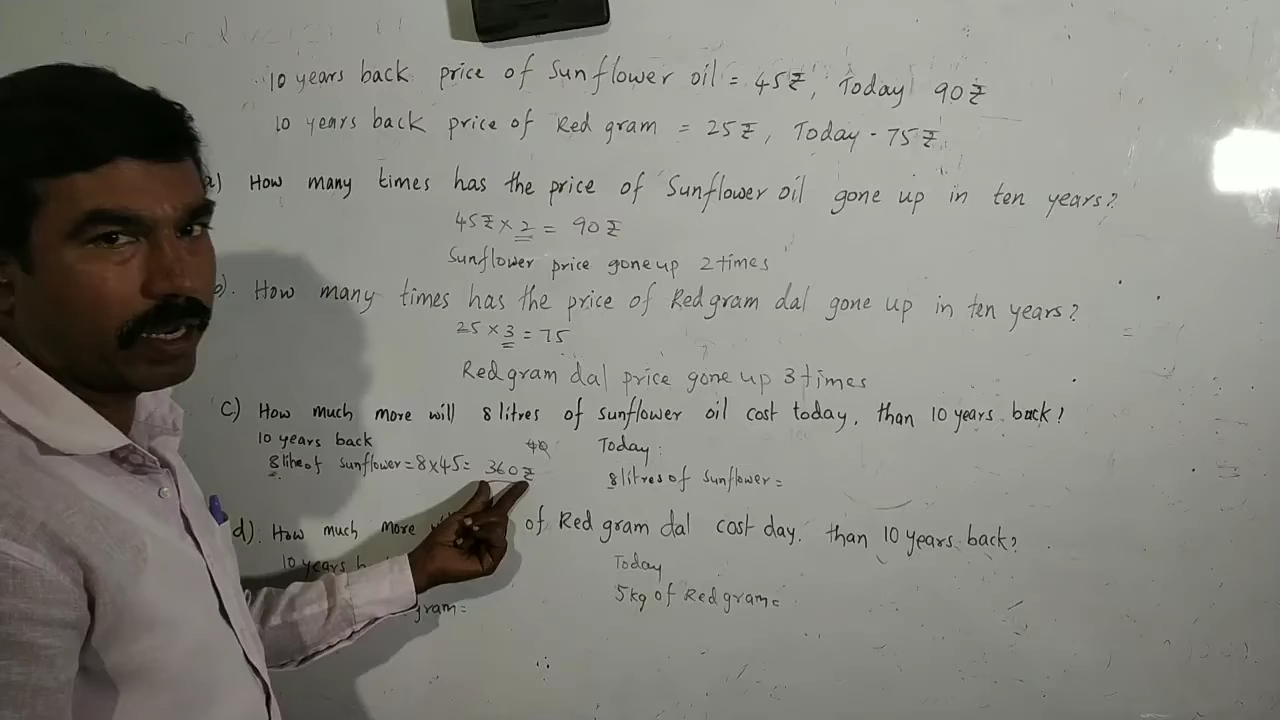 10 years back price of Sunflower oil = 45₹, Today 90₹
10 years back price of Red gram = 25₹, Today - 75₹
a) How many times has the price of Sunflower oil gone up in ten years?
45₹ × 2 = 90₹
Sunflower price gone up 2 times
b). How many times has the price of Red gram dal gone up in ten years?
25 × 3 = 75
Red gram dal price gone up 3 times
c) How much more will 8 litres of sunflower oil cost today, than 10 years back?
10 years back
8 litre of sunflower = 8×45 = 360₹
40
Today:
8 litres of sunflower =
d). How much more of Red gram dal cost day. than 10 years back?
10 years
gram=
Today
5kg of Red gram=